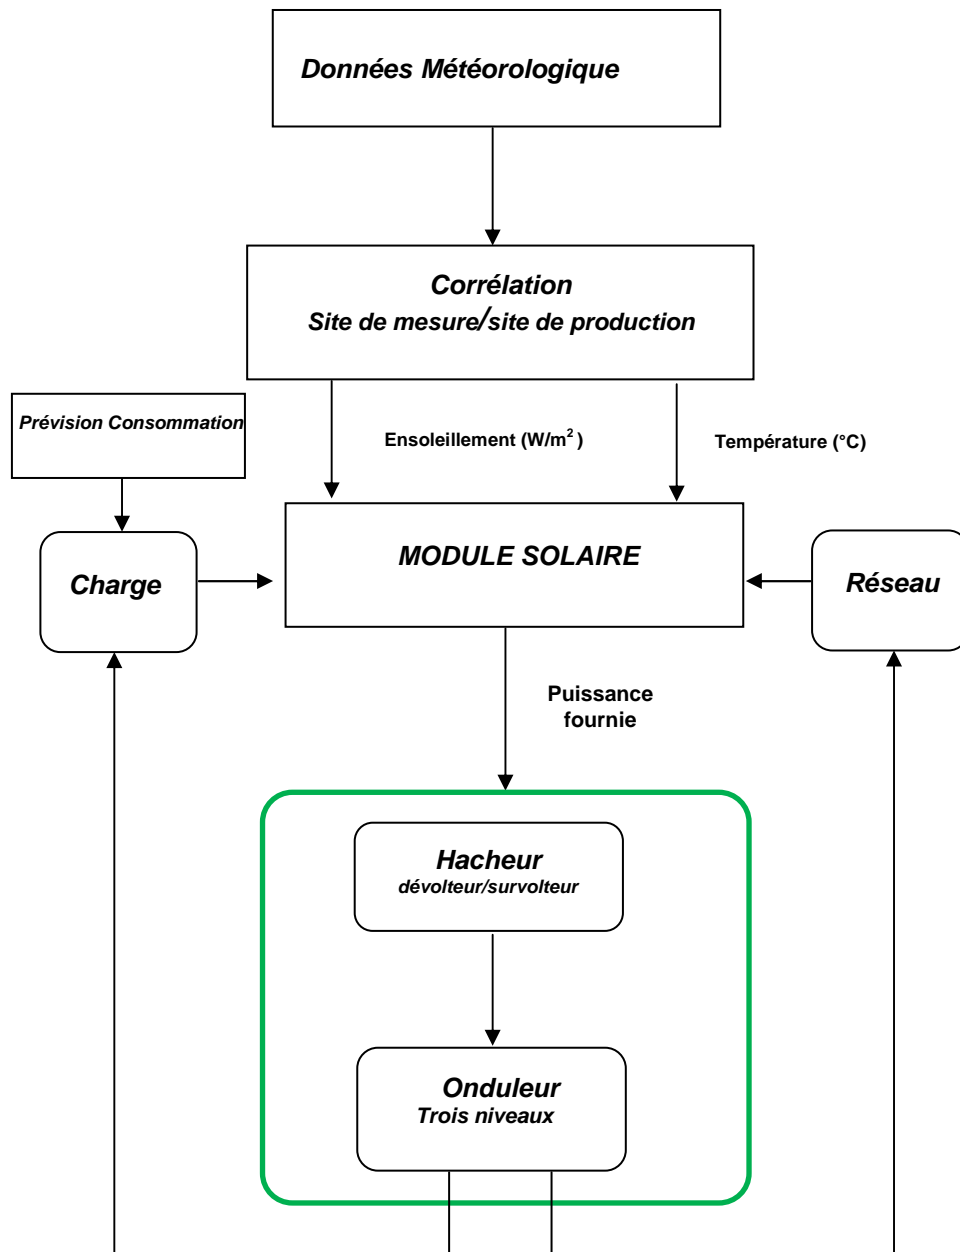 Données Météorologique
Corrélation
Site de mesure/site de production
Prévision Consommation
Ensoleillement (W/m² )
Température (°C)
MODULE SOLAIRE
Charge
Réseau
Puissance
fournie
Hacheur
dévolteur/survolteur
Onduleur
Trois niveaux